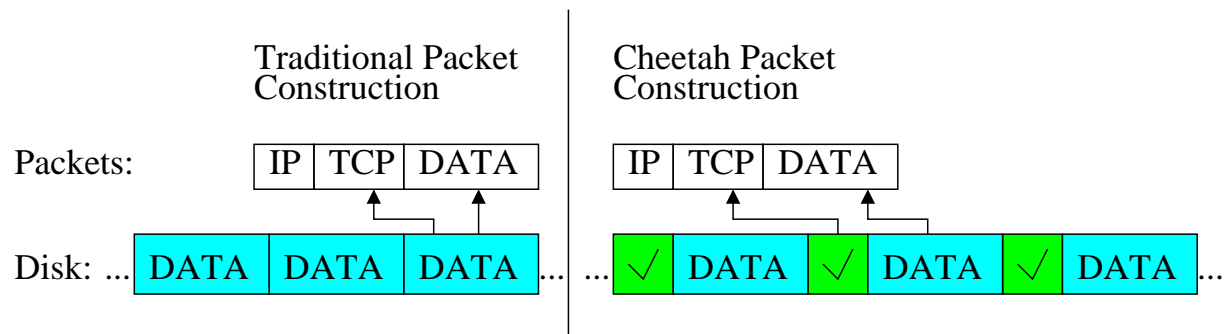 Traditional Packet
Construction
Cheetah Packet
Construction
Packets: IP TCP DATA IP TCP DATA
Disk: ... DATA DATA DATA ... ... √ DATA √ DATA √ DATA ...